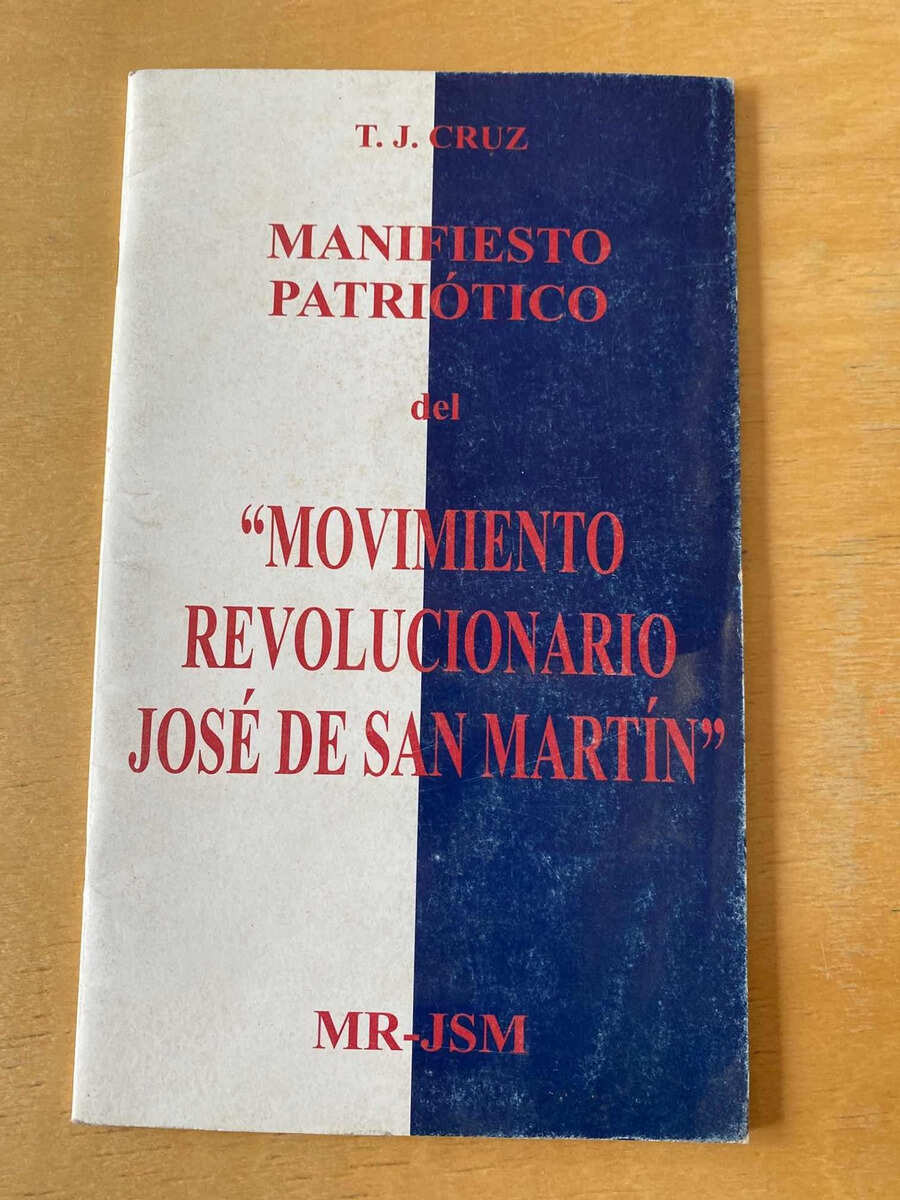 T. J. CRUZ
MANIFIESTO
PATRIÓTICO
del
“MOVIMIENTO
REVOLUCIONARIO
JOSÉ DE SAN MARTÍN”
MR-JSM